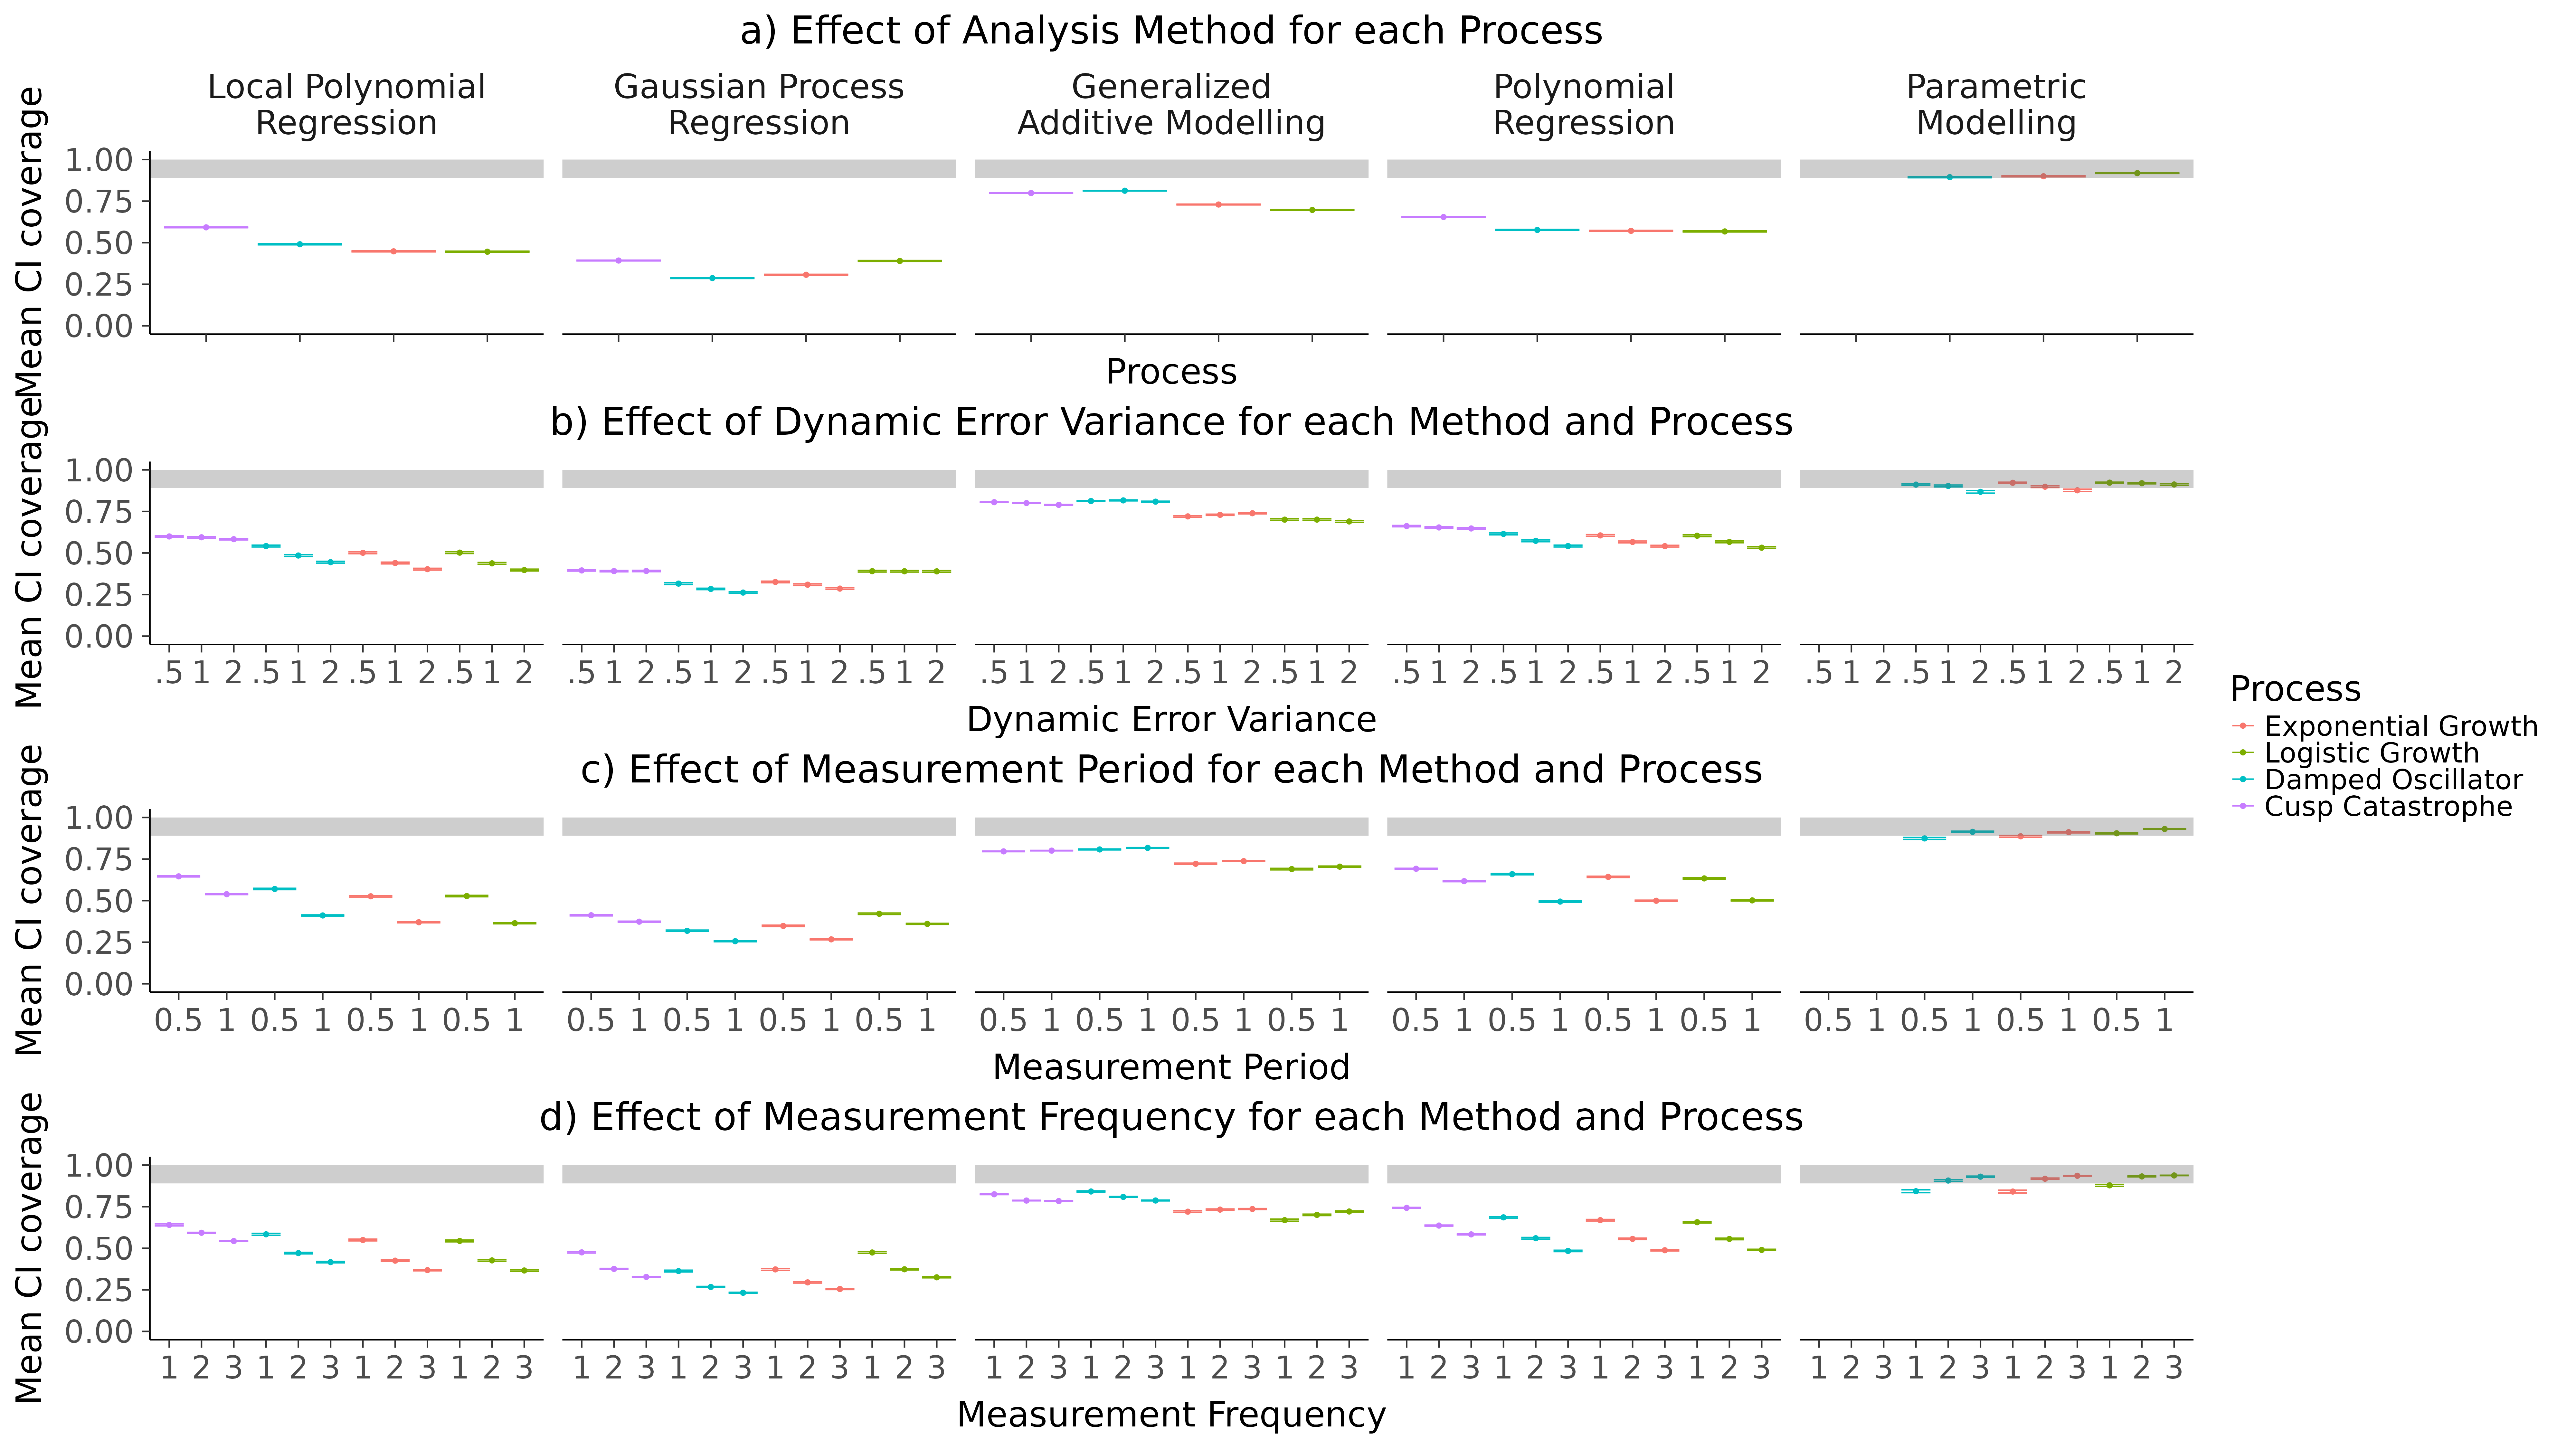 a) Effect of Analysis Method for each Process
Local Polynomial Regression
Gaussian Process Regression
Generalized Additive Modelling
Polynomial Regression
Parametric Modelling
Mean CI coverage
1.00
0.75
0.50
0.25
0.00
Process
b) Effect of Dynamic Error Variance for each Method and Process
Mean CI coverage
1.00
0.75
0.50
0.25
0.00
.5 1 2 .5 1 2 .5 1 2 .5 1 2
.5 1 2 .5 1 2 .5 1 2 .5 1 2
.5 1 2 .5 1 2 .5 1 2 .5 1 2
.5 1 2 .5 1 2 .5 1 2 .5 1 2
.5 1 2 .5 1 2 .5 1 2 .5 1 2
Dynamic Error Variance
c) Effect of Measurement Period for each Method and Process
Mean CI coverage
1.00
0.75
0.50
0.25
0.00
0.5 1 0.5 1 0.5 1 0.5 1
0.5 1 0.5 1 0.5 1 0.5 1
0.5 1 0.5 1 0.5 1 0.5 1
0.5 1 0.5 1 0.5 1 0.5 1
0.5 1 0.5 1 0.5 1 0.5 1
Measurement Period
d) Effect of Measurement Frequency for each Method and Process
Mean CI coverage
1.00
0.75
0.50
0.25
0.00
1 2 3 1 2 3 1 2 3 1 2 3
1 2 3 1 2 3 1 2 3 1 2 3
1 2 3 1 2 3 1 2 3 1 2 3
1 2 3 1 2 3 1 2 3 1 2 3
1 2 3 1 2 3 1 2 3 1 2 3
Measurement Frequency
Process
Exponential Growth
Logistic Growth
Damped Oscillator
Cusp Catastrophe